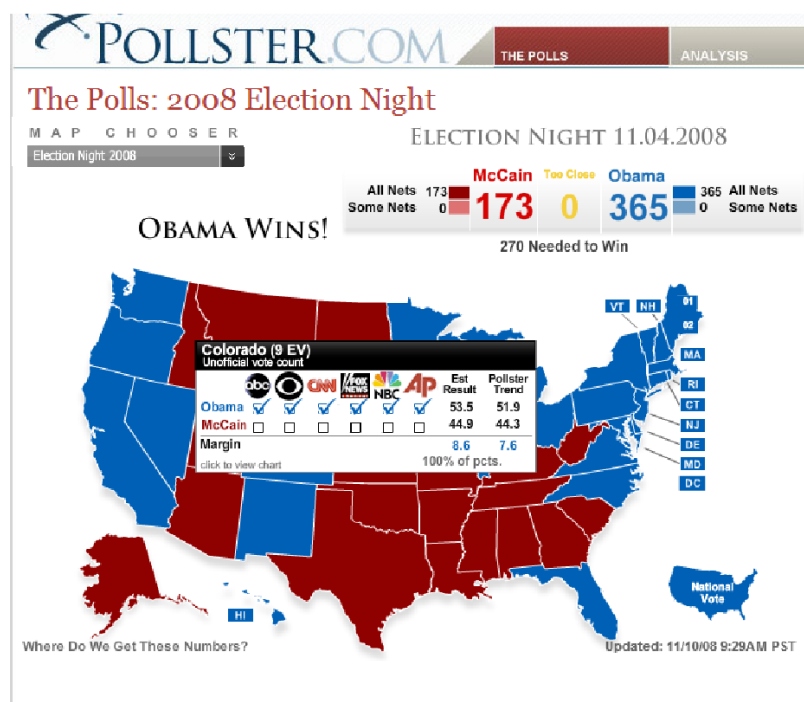 POLLSTER.COM
THE POLLS
ANALYSIS
The Polls: 2008 Election Night
MAP CHOOSER
Election Night 2008
ELECTION NIGHT 11.04.2008
McCain Too Close Obama
All Nets 173 173 0 365 365 All Nets
Some Nets 0 0 Some Nets
270 Needed to Win
OBAMA WINS!
VT NH 01
02
MA
RI
CT
NJ
DE
MD
DC
Colorado (9 EV)
Unofficial vote count
abc CNN FOX NEWS NBC AP Est Result Pollster Trend
Obama 53.5 51.9
McCain 44.9 44.3
Margin 8.6 7.6
click to view chart 100% of pcts.
HI
National
Vote
Where Do We Get These Numbers?
Updated: 11/10/08 9:29AM PST